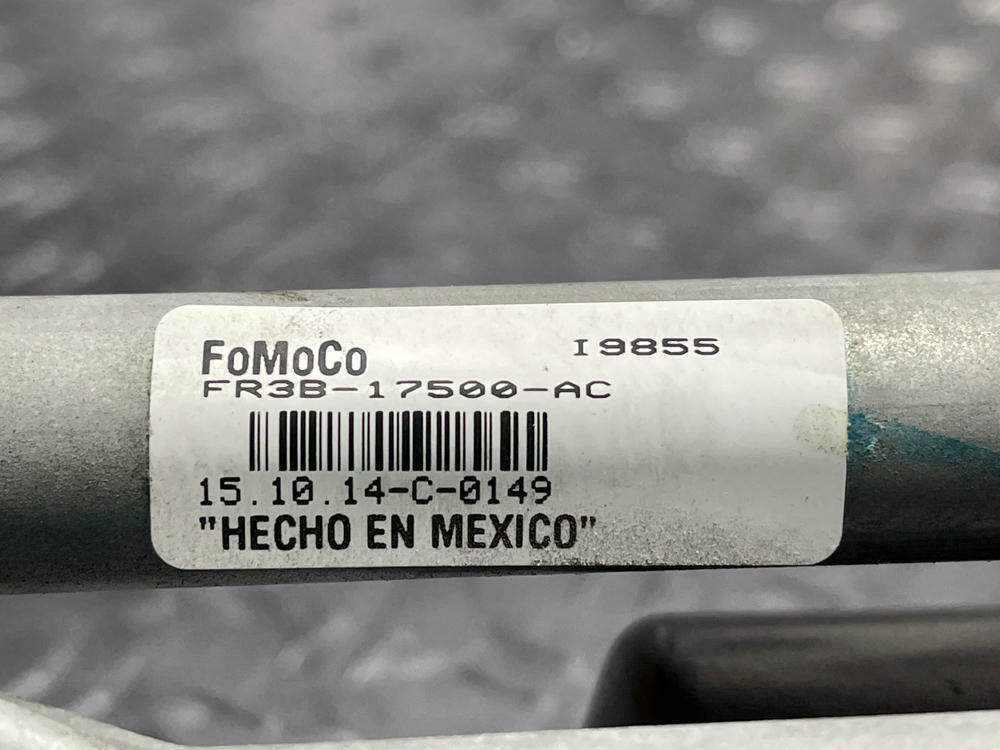 FoMoCo I9855
FR3B-17500-AC
15.10.14-C-0149
"HECHO EN MEXICO"